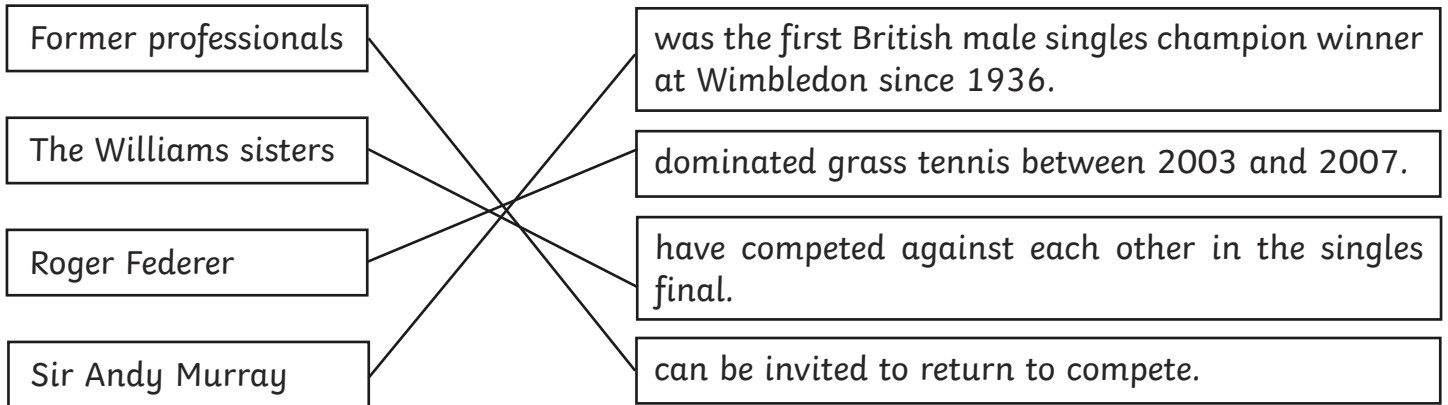 Former professionals
was the first British male singles champion winner
at Wimbledon since 1936.
The Williams sisters
dominated grass tennis between 2003 and 2007.
Roger Federer
have competed against each other in the singles
final.
Sir Andy Murray
can be invited to return to compete.